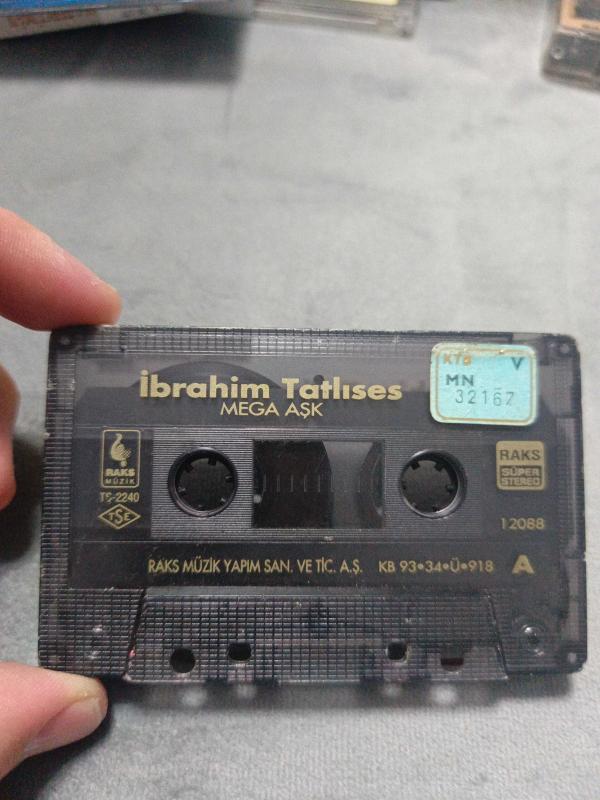 İbrahim Tatlıses
MEGA AŞK
KTB V
MN
32167
RAKS
MÜZİK
TS-2240
TSE
RAKS
SÜPER
STEREO
12088
RAKS MÜZİK YAPIM SAN. VE TİC. A.Ş. KB 93•34•Ü•918 A